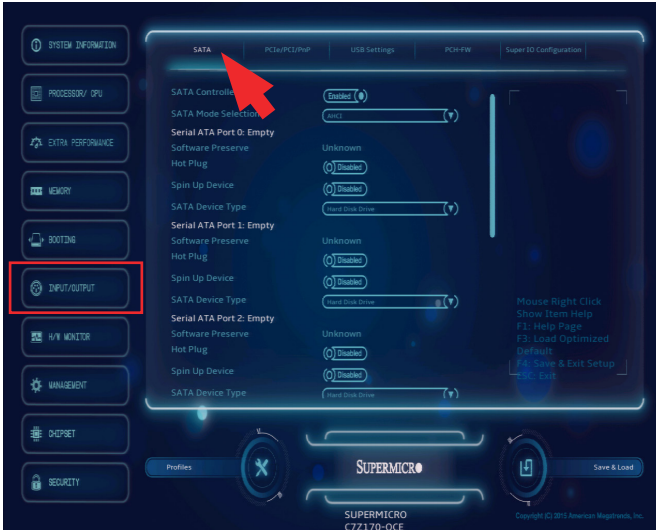 SYSTEM INFORMATION
PROCESSOR/ CPU
EXTRA PERFORMANCE
MEMORY
BOOTING
INPUT/OUTPUT
H/W MONITOR
MANAGEMENT
CHIPSET
SECURITY
SATA PCIe/PCI/PnP USB Settings PCH-FW Super IO Configuration
SATA Controller Enabled
SATA Mode Selection AHCI
Serial ATA Port 0: Empty
Software Preserve Unknown
Hot Plug Disabled
Spin Up Device Disabled
SATA Device Type Hard Disk Drive
Serial ATA Port 1: Empty
Software Preserve Unknown
Hot Plug Disabled
Spin Up Device Disabled
SATA Device Type Hard Disk Drive
Serial ATA Port 2: Empty
Software Preserve Unknown
Hot Plug Disabled
Spin Up Device Disabled
SATA Device Type Hard Disk Drive
Mouse Right Click
Show Item Help
F1: Help Page
F3: Load Optimized
Default
F4: Save & Exit Setup
ESC: Exit
Profiles
SUPERMICRO
Save & Load
SUPERMICRO
C7Z170-OCE
Copyright (C) 2015 American Megatrends, Inc.